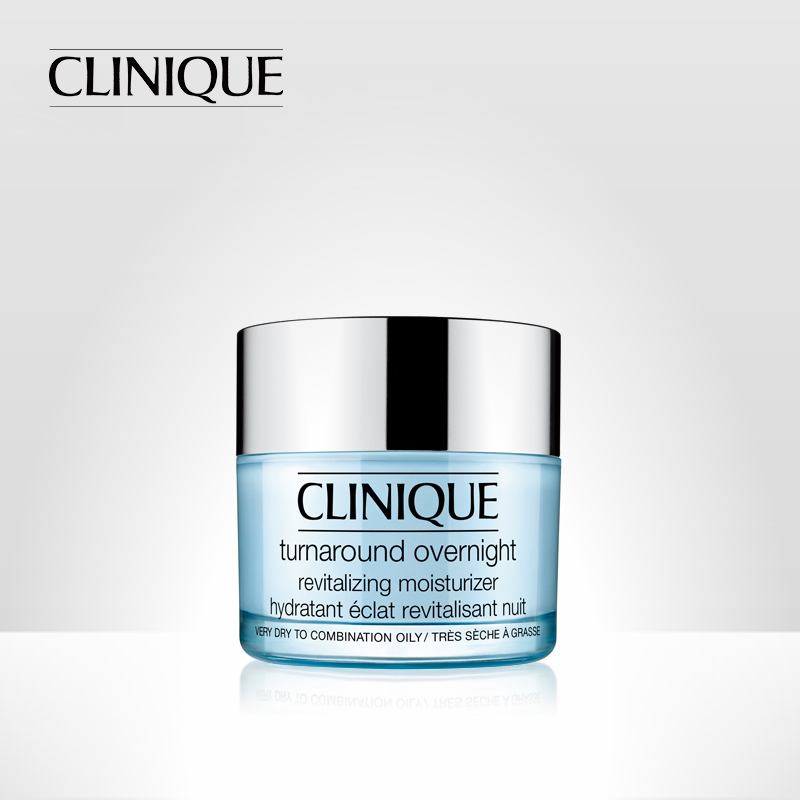 CLINIQUE
CLINIQUE
turnaround overnight
revitalizing moisturizer
hydratant éclat revitalisant nuit
VERY DRY TO COMBINATION OILY/ TRÈS SÈCHE À GRASSE